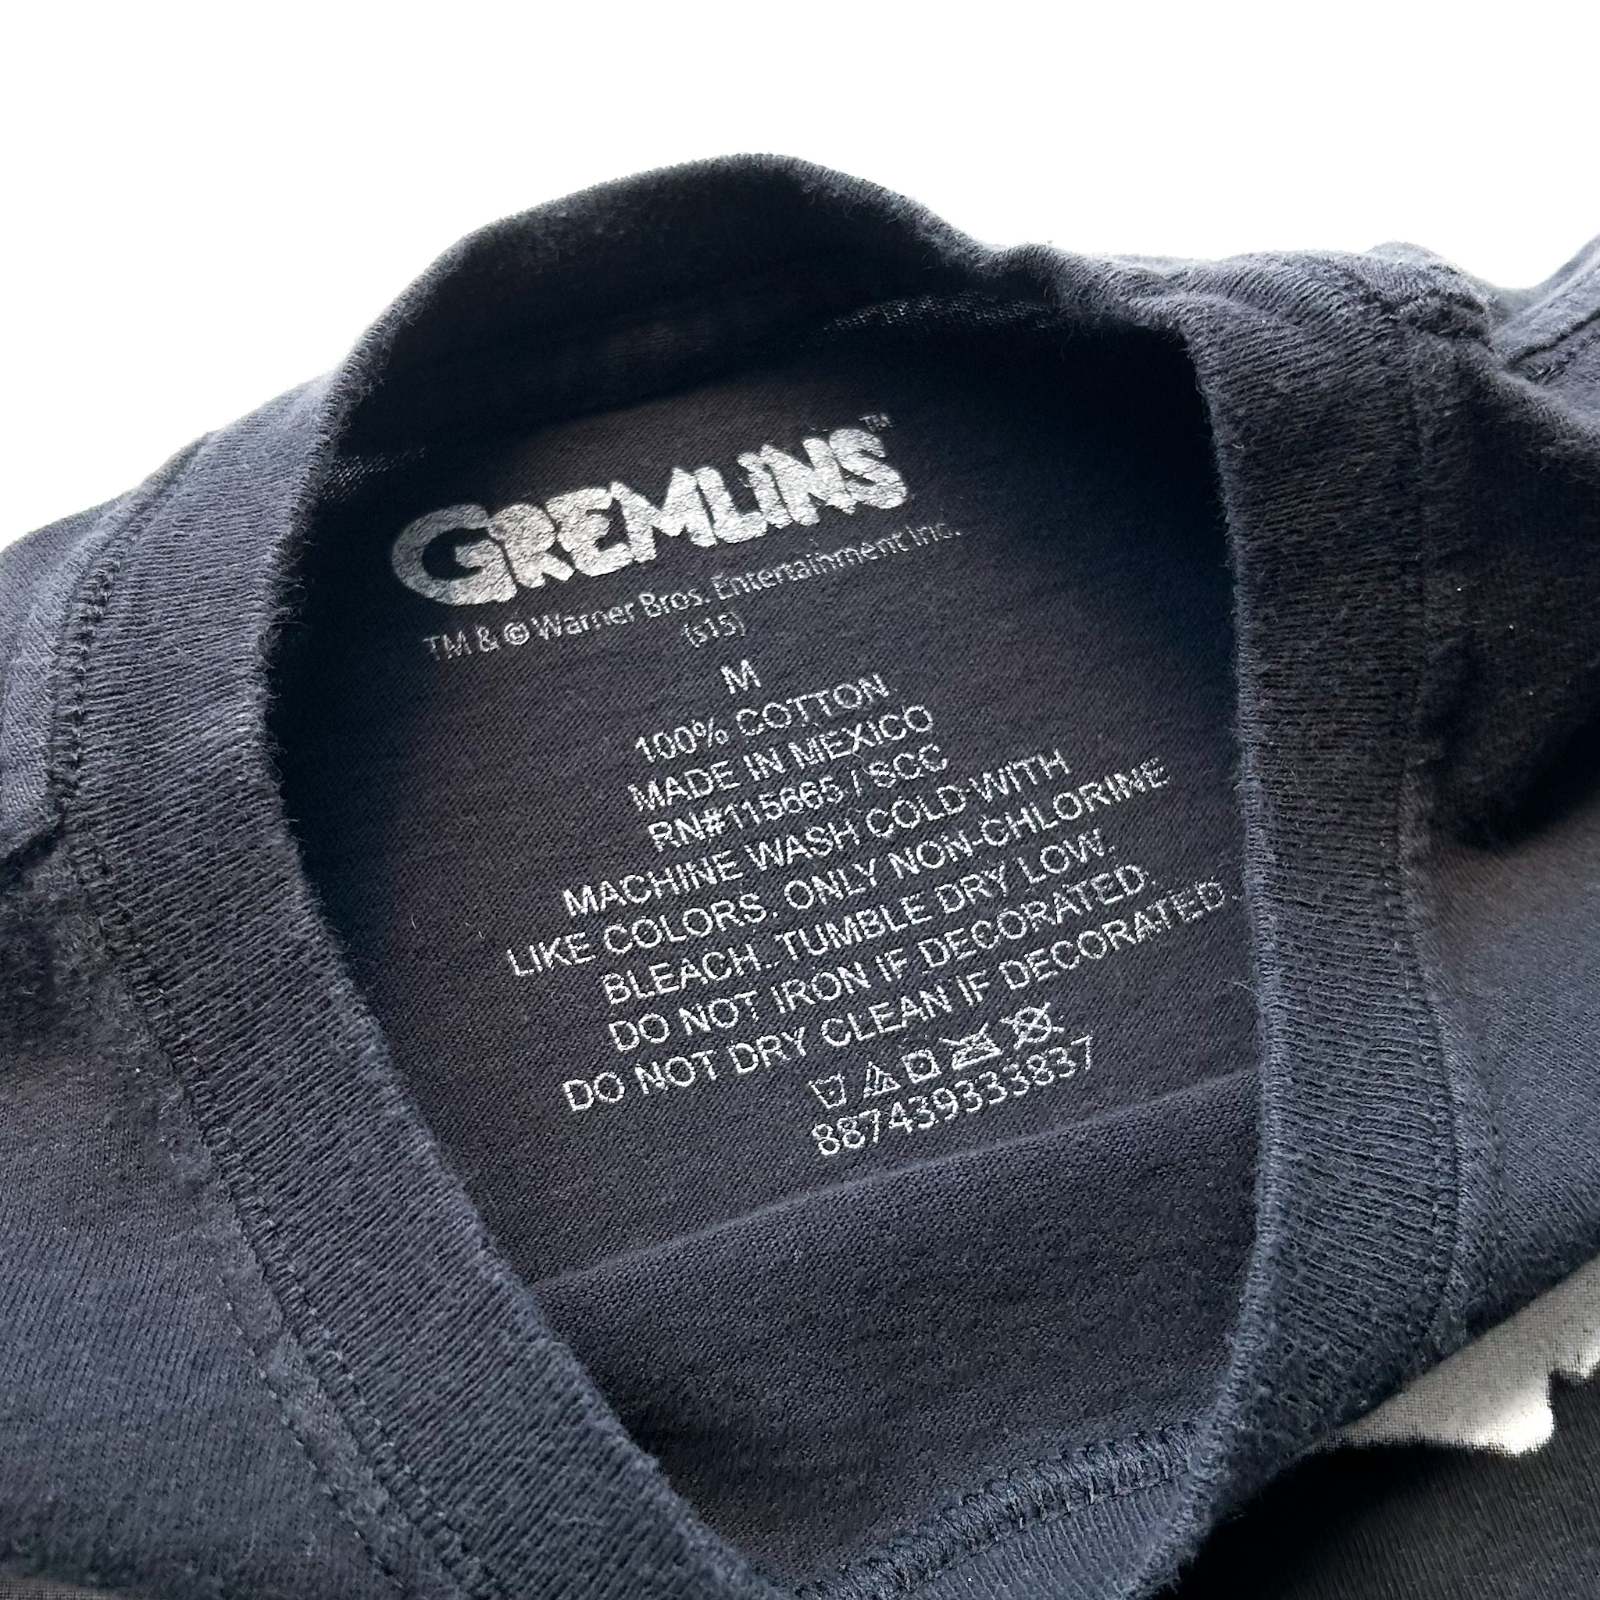 GREMLINS™
TM & © Warner Bros. Entertainment Inc.
(s15)
M
100% COTTON
MADE IN MEXICO
RN#115665 / SCC
MACHINE WASH COLD WITH
LIKE COLORS. ONLY NON-CHLORINE
BLEACH. TUMBLE DRY LOW.
DO NOT IRON IF DECORATED.
DO NOT DRY CLEAN IF DECORATED.
887439333837